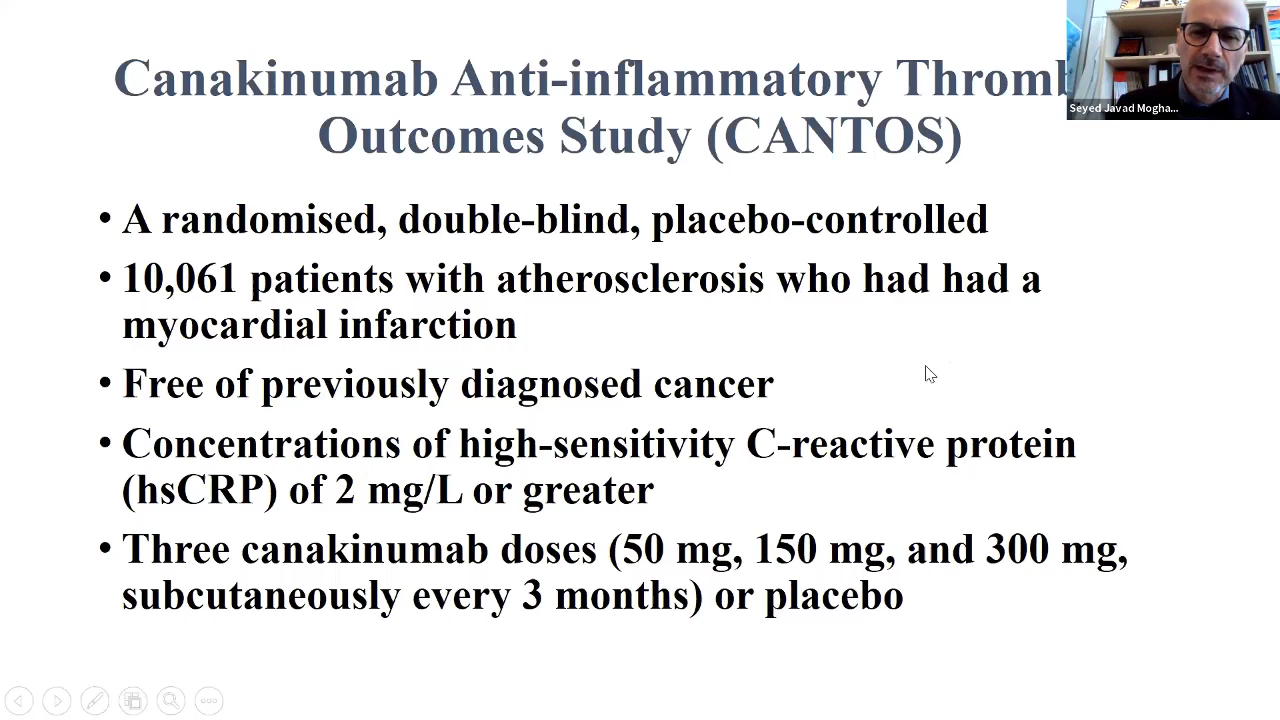 Canakinumab Anti-inflammatory
Outcomes Study (CANTOS)
Seyed Javad Mogha...
• A randomised, double-blind, placebo-controlled
• 10,061 patients with atherosclerosis who had had a
myocardial infarction
• Free of previously diagnosed cancer
• Concentrations of high-sensitivity C-reactive protein
(hsCRP) of 2 mg/L or greater
• Three canakinumab doses (50 mg, 150 mg, and 300 mg,
subcutaneously every 3 months) or placebo